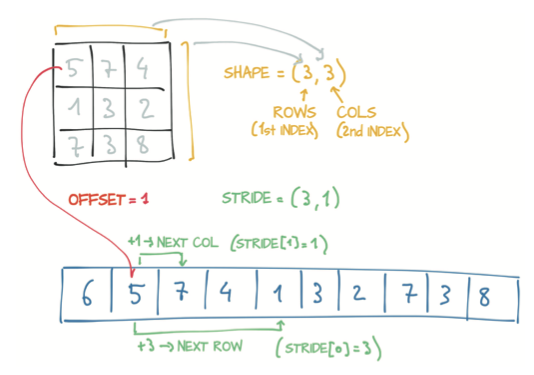 5 7 4
1 3 2
7 3 8
SHAPE = (3,3)
ROWS
(1st INDEX)
COLS
(2nd INDEX)
OFFSET = 1
STRIDE = (3,1)
+1→NEXT COL (STRIDE[1]=1)
6 5 7 4 1 3 2 7 3 8
+3→NEXT ROW (STRIDE[0]=3)